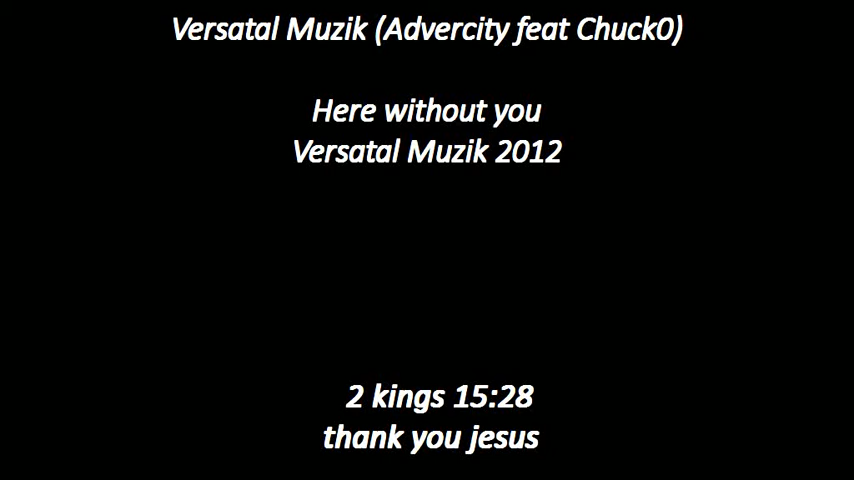 Versatal Muzik (Advercity feat Chuck0)
Here without you
Versatal Muzik 2012
2 kings 15:28
thank you jesus